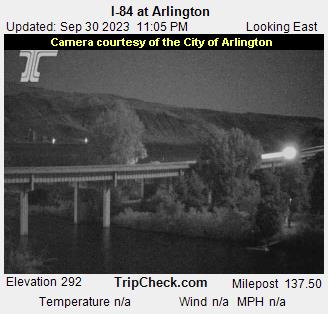 I-84 at Arlington
Updated: Sep 30 2023 11:05 PM Looking East
Camera courtesy of the City of Arlington
Elevation 292 TripCheck.com Milepost 137.50
Temperature n/a Wind n/a MPH n/a